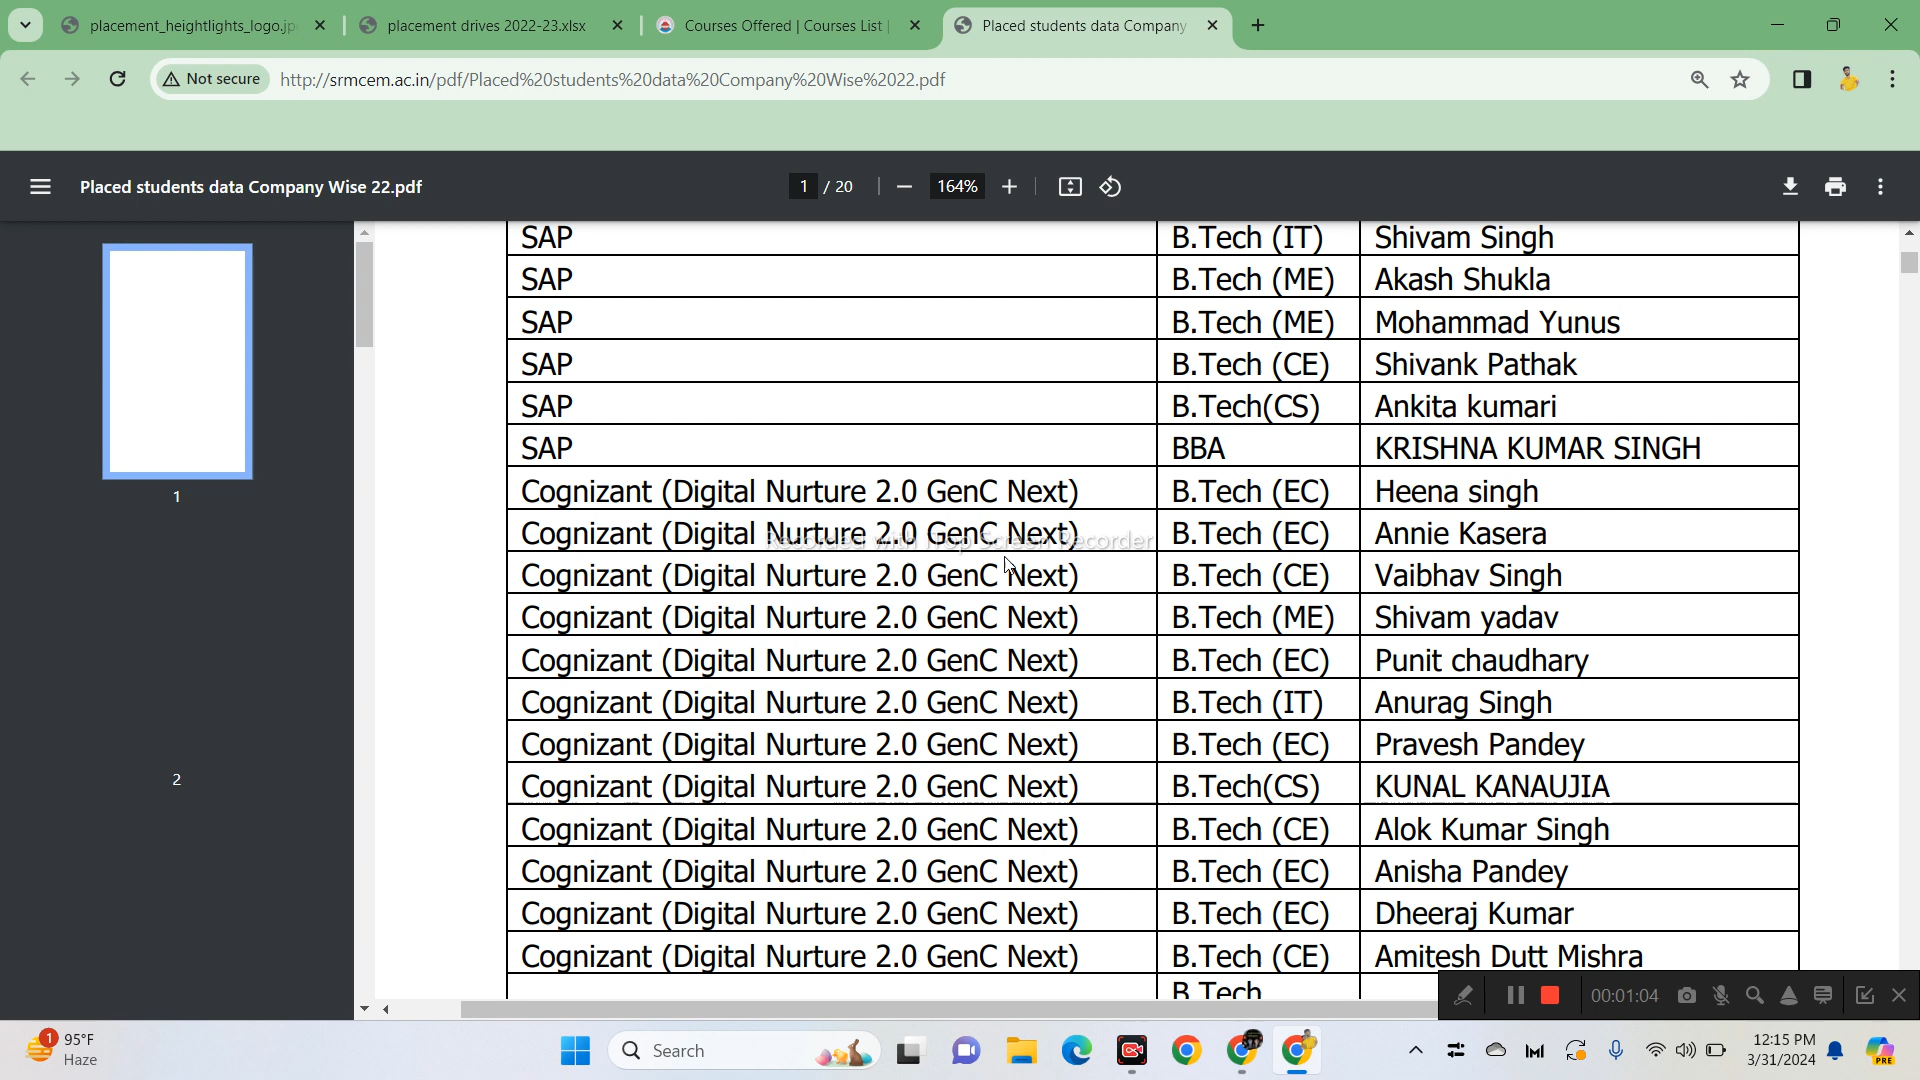 placement_heightlights_logo.jp
placement drives 2022-23.xlsx
Courses Offered | Courses List |
Placed students data Company
Not secure
http://srmcem.ac.in/pdf/Placed%20students%20data%20Company%20Wise%2022.pdf
Placed students data Company Wise 22.pdf
1 / 20
164%
SAP B.Tech (IT) Shivam Singh
SAP B.Tech (ME) Akash Shukla
SAP B.Tech (ME) Mohammad Yunus
SAP B.Tech (CE) Shivank Pathak
SAP B.Tech(CS) Ankita kumari
SAP BBA KRISHNA KUMAR SINGH
Cognizant (Digital Nurture 2.0 GenC Next) B.Tech (EC) Heena singh
Cognizant (Digital Nurture 2.0 GenC Next) B.Tech (EC) Annie Kasera
Recorded with iTop Screen Recorder
Cognizant (Digital Nurture 2.0 GenC Next) B.Tech (CE) Vaibhav Singh
Cognizant (Digital Nurture 2.0 GenC Next) B.Tech (ME) Shivam yadav
Cognizant (Digital Nurture 2.0 GenC Next) B.Tech (EC) Punit chaudhary
Cognizant (Digital Nurture 2.0 GenC Next) B.Tech (IT) Anurag Singh
Cognizant (Digital Nurture 2.0 GenC Next) B.Tech (EC) Pravesh Pandey
Cognizant (Digital Nurture 2.0 GenC Next) B.Tech(CS) KUNAL KANAUJIA
Cognizant (Digital Nurture 2.0 GenC Next) B.Tech (CE) Alok Kumar Singh
Cognizant (Digital Nurture 2.0 GenC Next) B.Tech (EC) Anisha Pandey
Cognizant (Digital Nurture 2.0 GenC Next) B.Tech (EC) Dheeraj Kumar
Cognizant (Digital Nurture 2.0 GenC Next) B.Tech (CE) Amitesh Dutt Mishra
B.Tech
1
2
00:01:04
1
95°F
Haze
Search
12:15 PM
3/31/2024
PRE